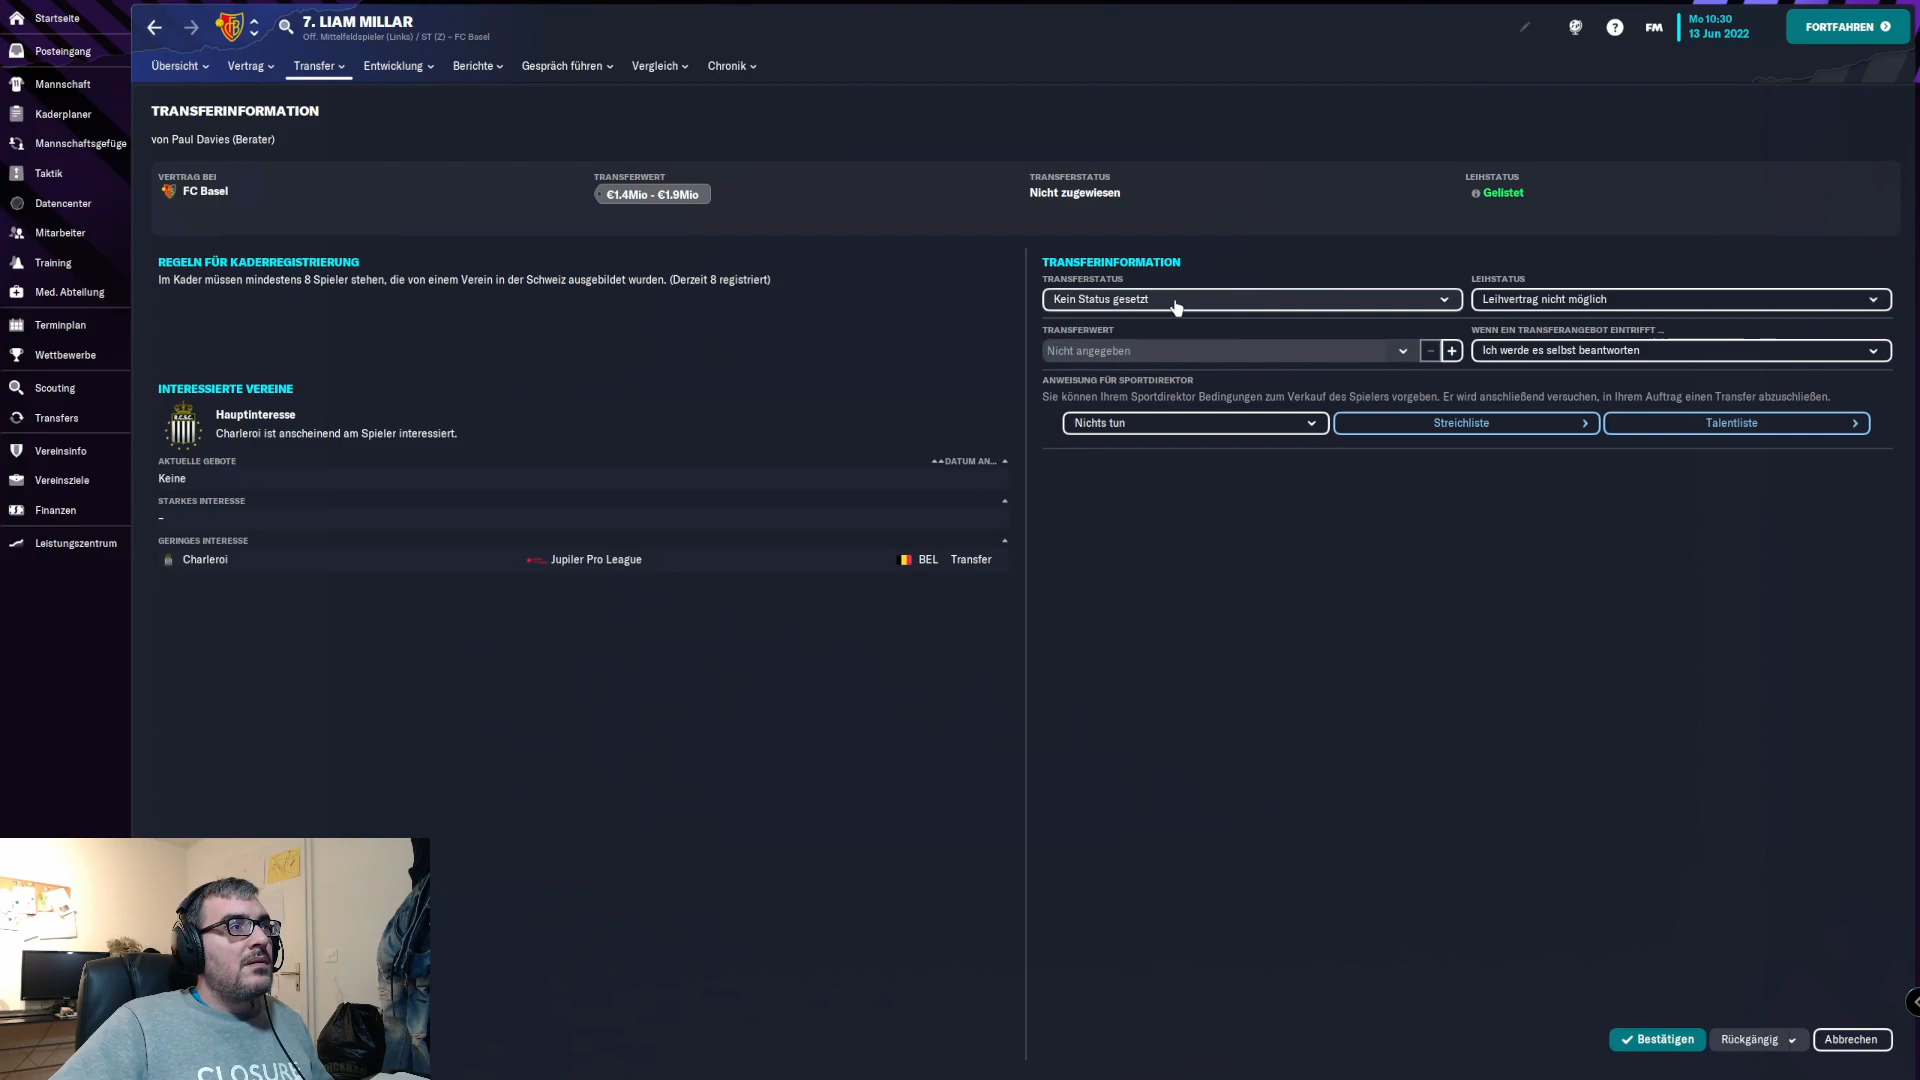 Startseite
Posteingang
Mannschaft
Kaderplaner
Mannschaftsgefüge
Taktik
Datencenter
Mitarbeiter
Training
Med. Abteilung
Terminplan
Wettbewerbe
Scouting
Transfers
Vereinsinfo
Vereinsziele
Finanzen
Leistungszentrum
7. LIAM MILLAR
Off. Mittelfeldspieler (Links) / ST (Z) – FC Basel
FM
Mo 10:30
13 Jun 2022
FORTFAHREN
Übersicht Vertrag Transfer Entwicklung Berichte Gespräch führen Vergleich Chronik
TRANSFERINFORMATION
von Paul Davies (Berater)
VERTRAG BEI
FC Basel
TRANSFERWERT
€1.4Mio - €1.9Mio
TRANSFERSTATUS
Nicht zugewiesen
LEIHSTATUS
Gelistet
REGELN FÜR KADERREGISTRIERUNG
Im Kader müssen mindestens 8 Spieler stehen, die von einem Verein in der Schweiz ausgebildet wurden. (Derzeit 8 registriert)
INTERESSIERTE VEREINE
R.C.S.C.
Hauptinteresse
Charleroi ist anscheinend am Spieler interessiert.
AKTUELLE GEBOTE DATUM AN...
Keine
STARKES INTERESSE
–
GERINGES INTERESSE
Charleroi Jupiler Pro League BEL Transfer
TRANSFERINFORMATION
TRANSFERSTATUS
Kein Status gesetzt
LEIHSTATUS
Leihvertrag nicht möglich
TRANSFERWERT
Nicht angegeben
WENN EIN TRANSFERANGEBOT EINTRIFFT ...
Ich werde es selbst beantworten
ANWEISUNG FÜR SPORTDIREKTOR
Sie können Ihrem Sportdirektor Bedingungen zum Verkauf des Spielers vorgeben. Er wird anschließend versuchen, in Ihrem Auftrag einen Transfer abzuschließen.
Nichts tun Streichliste Talentliste
Bestätigen Rückgängig Abbrechen
CLOSURE